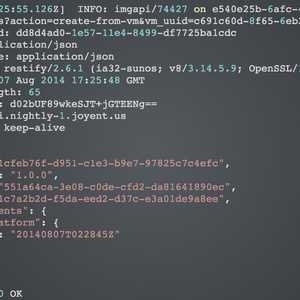 25:55.126Z]  INFO: imgapi/74427 on e540e25b-6afc-
s?action=create-from-vm&vm_uuid=c691c60d-8f65-6eb
d: dd8d4ad0-1e57-11e4-8499-df7725ba1cdc
lication/json
e: application/json
 restify/2.6.1 (ia32-sunos; v8/3.14.5.9; OpenSSL/
07 Aug 2014 17:25:48 GMT
gth: 65
: d02bUF89wkeSJT+jGTEENg==
i.nightly-1.joyent.us
 keep-alive
1cfeb76f-d951-c1e3-b9e7-97825c7c4efc",
: "1.0.0",
"551a64ca-3e08-c0de-cfd2-da81641890ec",
1c7a2b2d-f5da-eed2-d37c-e3a01de9a8ee",
ents": {
atform": {
: "20140807T022845Z"
0 OK